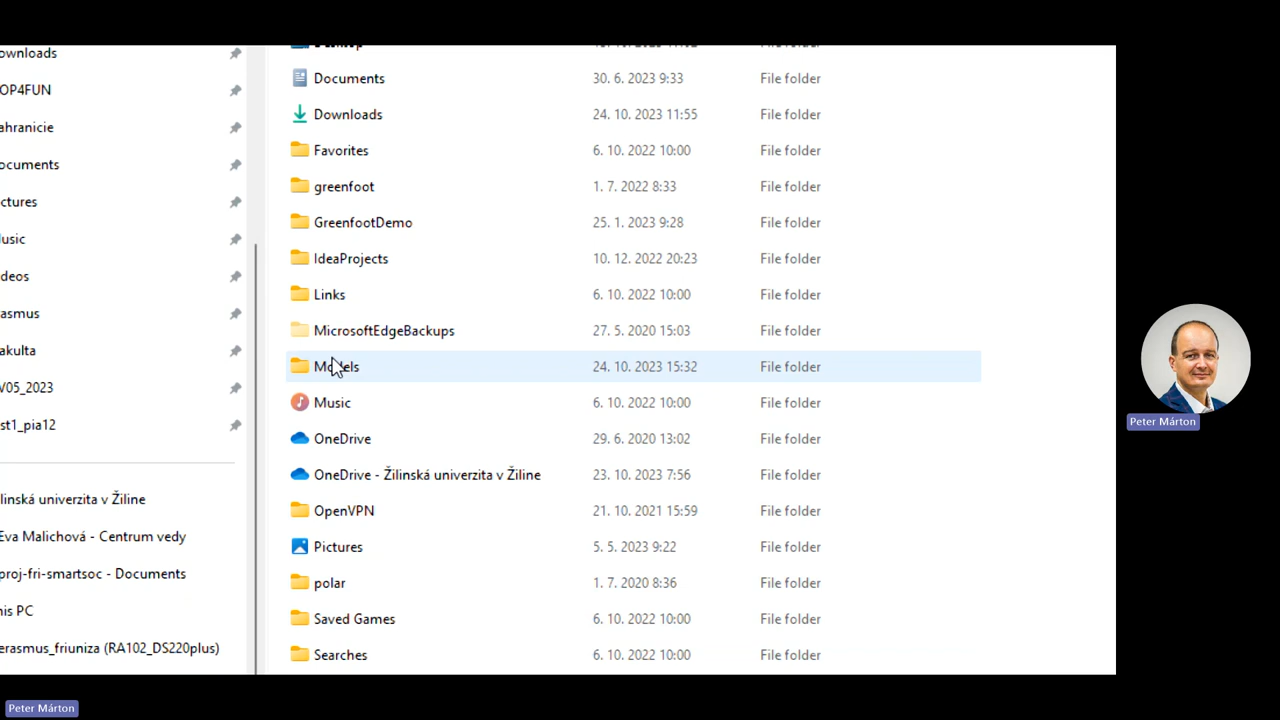 ownloads
OP4FUN
ahranicie
ocuments
ctures
usic
deos
asmus
akulta
V05_2023
st1_pia12
linská univerzita v Žiline
Eva Malichová - Centrum vedy
proj-fri-smartsoc - Documents
his PC
erasmus_friuniza (RA102_DS220plus)
Documents 30. 6. 2023 9:33 File folder
Downloads 24. 10. 2023 11:55 File folder
Favorites 6. 10. 2022 10:00 File folder
greenfoot 1. 7. 2022 8:33 File folder
GreenfootDemo 25. 1. 2023 9:28 File folder
IdeaProjects 10. 12. 2022 20:23 File folder
Links 6. 10. 2022 10:00 File folder
MicrosoftEdgeBackups 27. 5. 2020 15:03 File folder
Models 24. 10. 2023 15:32 File folder
Music 6. 10. 2022 10:00 File folder
OneDrive 29. 6. 2020 13:02 File folder
OneDrive - Žilinská univerzita v Žiline 23. 10. 2023 7:56 File folder
OpenVPN 21. 10. 2021 15:59 File folder
Pictures 5. 5. 2023 9:22 File folder
polar 1. 7. 2020 8:36 File folder
Saved Games 6. 10. 2022 10:00 File folder
Searches 6. 10. 2022 10:00 File folder
Peter Márton
Peter Márton